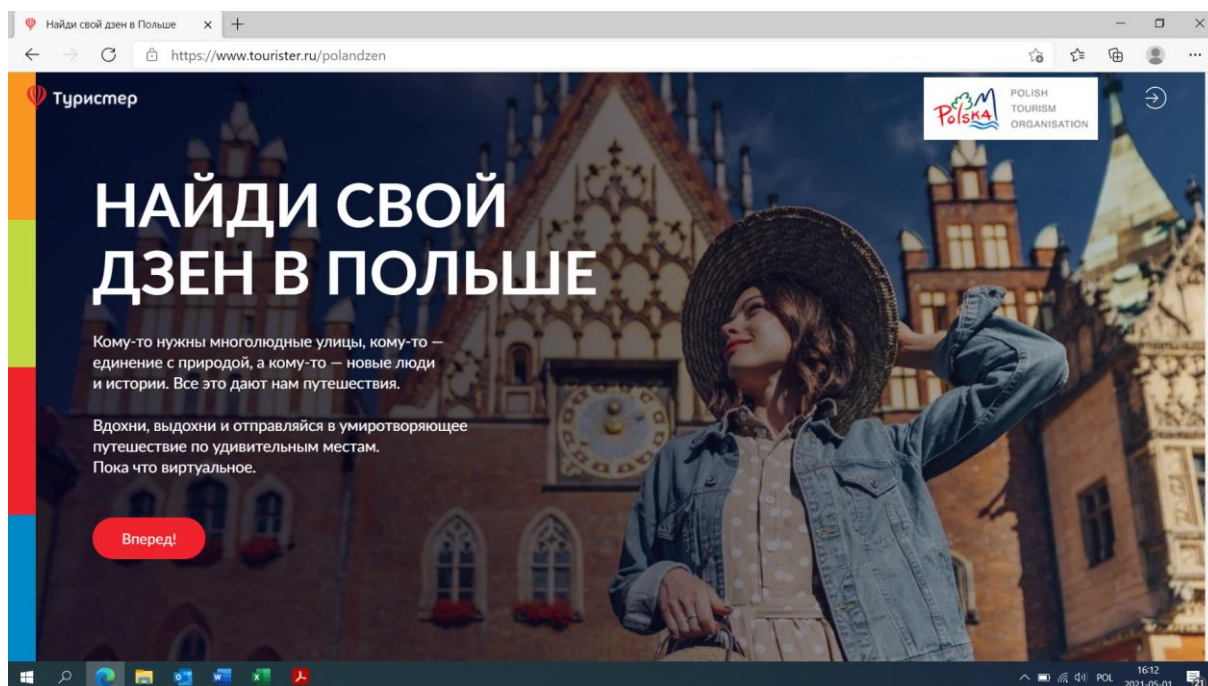 Найди свой дзен в Польше
https://www.tourister.ru/polandzen
Туристер
POLSKA
POLISH
TOURISM
ORGANISATION
НАЙДИ СВОЙ
ДЗЕН В ПОЛЬШЕ
Кому-то нужны многолюдные улицы, кому-то —
единение с природой, а кому-то — новые люди
и истории. Все это дают нам путешествия.
Вдохни, выдохни и отправляйся в умиротворяющее
путешествие по удивительным местам.
Пока что виртуальное.
Вперед!
POL
16:12
2021-05-01
21